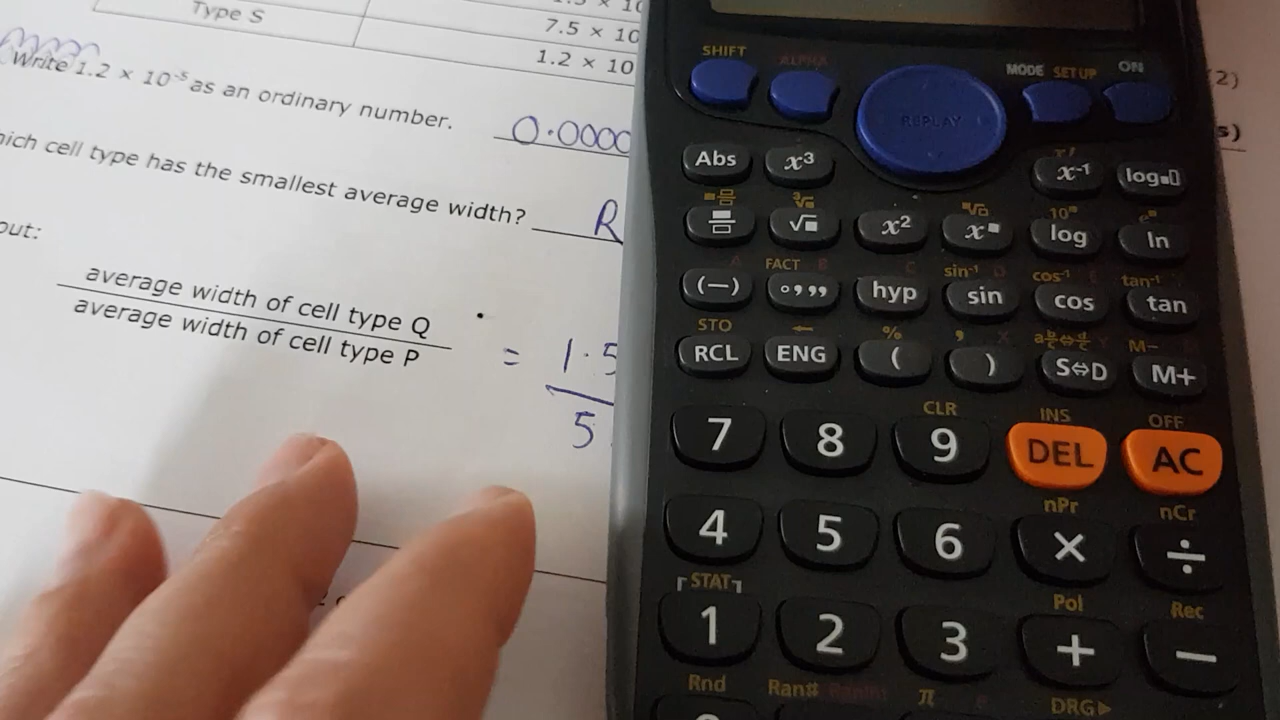 Type S
7.5 × 10
1.2 × 10
Write 1.2 × 10⁻⁵ as an ordinary number.
0.0000
hich cell type has the smallest average width?
R
out:
average width of cell type Q
average width of cell type P
= 1.5
5
(2)
s)
SHIFT ALPHA MODE SETUP ON
REPLAY
Abs x³ x⁻¹ log
√ x² x log ln
10 e
FACT sin⁻¹ cos⁻¹ tan⁻¹
(—) hyp sin cos tan
STO ← % , M–
RCL ENG ( ) S⇔D M+
CLR INS OFF
7 8 9 DEL AC
nPr nCr
4 5 6 × ÷
STAT Pol Rec
1 2 3 + −
Rnd Ran# π DRG▶